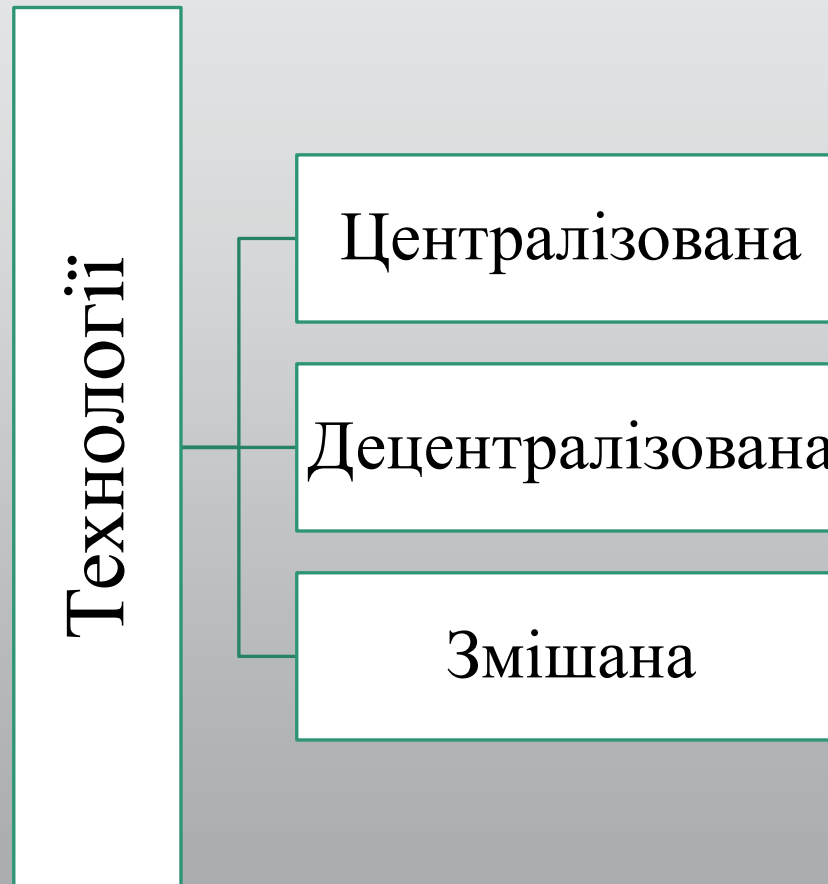 Технології
Централізована
Децентралізована
Змішана